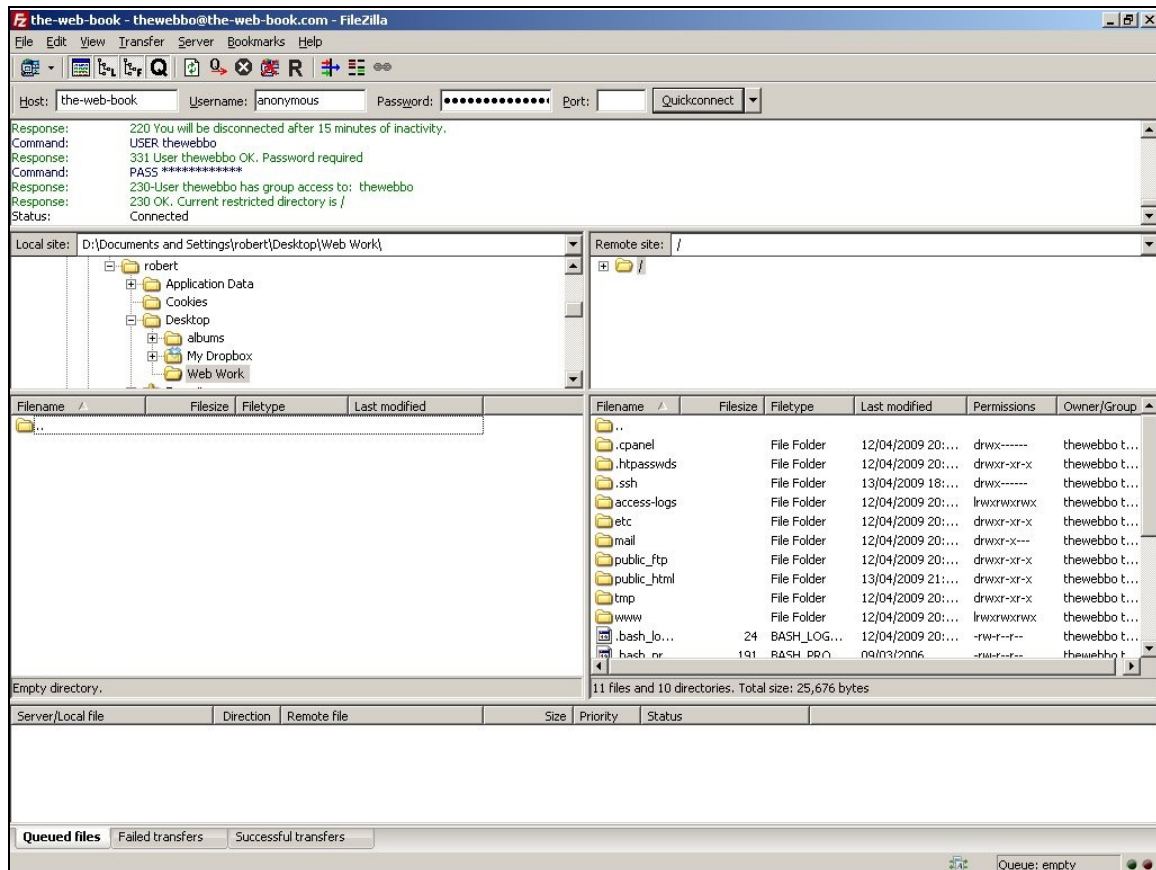 the-web-book - thewebbo@the-web-book.com - FileZilla
File Edit View Transfer Server Bookmarks Help
Host: the-web-book Username: anonymous Password: ●●●●●●●●●●●●●● Port: Quickconnect
Response: 220 You will be disconnected after 15 minutes of inactivity.
Command: USER thewebbo
Response: 331 User thewebbo OK. Password required
Command: PASS ************
Response: 230-User thewebbo has group access to: thewebbo
Response: 230 OK. Current restricted directory is /
Status: Connected
Local site: D:\Documents and Settings\robert\Desktop\Web Work\
robert
Application Data
Cookies
Desktop
albums
My Dropbox
Web Work
Remote site: /
/
Filename Filesize Filetype Last modified
..
Empty directory.
Filename Filesize Filetype Last modified Permissions Owner/Group
..
.cpanel File Folder 12/04/2009 20:... drwx------ thewebbo t...
.htpasswds File Folder 12/04/2009 20:... drwxr-xr-x thewebbo t...
.ssh File Folder 13/04/2009 18:... drwx------ thewebbo t...
access-logs File Folder 12/04/2009 20:... lrwxrwxrwx thewebbo t...
etc File Folder 12/04/2009 20:... drwxr-xr-x thewebbo t...
mail File Folder 12/04/2009 20:... drwxr-x--- thewebbo t...
public_ftp File Folder 12/04/2009 20:... drwxr-xr-x thewebbo t...
public_html File Folder 13/04/2009 21:... drwxr-xr-x thewebbo t...
tmp File Folder 12/04/2009 20:... drwxr-xr-x thewebbo t...
www File Folder 12/04/2009 20:... lrwxrwxrwx thewebbo t...
.bash_lo... 24 BASH_LOG... 12/04/2009 20:... -rw-r--r-- thewebbo t...
.bash_pr 191 BASH_PRO 09/03/2006 -rw-r--r-- thewebbo t
11 files and 10 directories. Total size: 25,676 bytes
Server/Local file Direction Remote file Size Priority Status
Queued files Failed transfers Successful transfers
Queue: empty